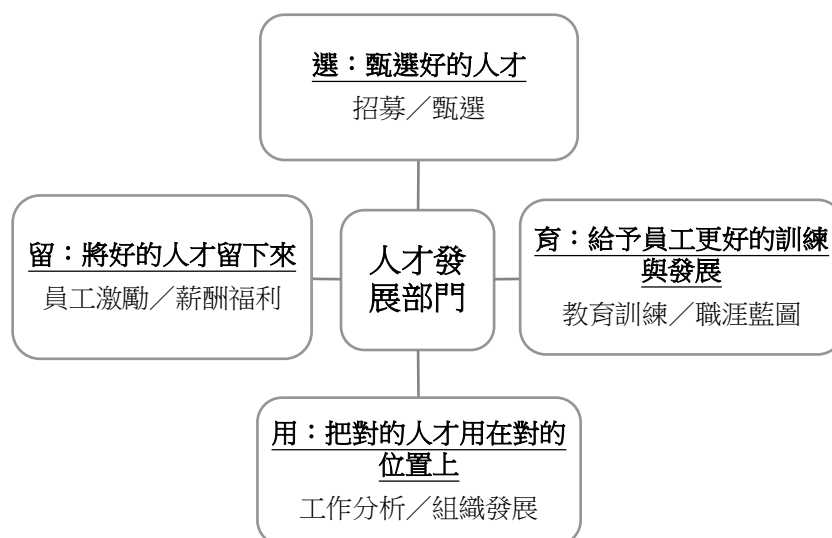 選：甄選好的人才
招募／甄選
留：將好的人才留下來
員工激勵／薪酬福利
人才發
展部門
育：給予員工更好的訓練
與發展
教育訓練／職涯藍圖
用：把對的人才用在對的
位置上
工作分析／組織發展